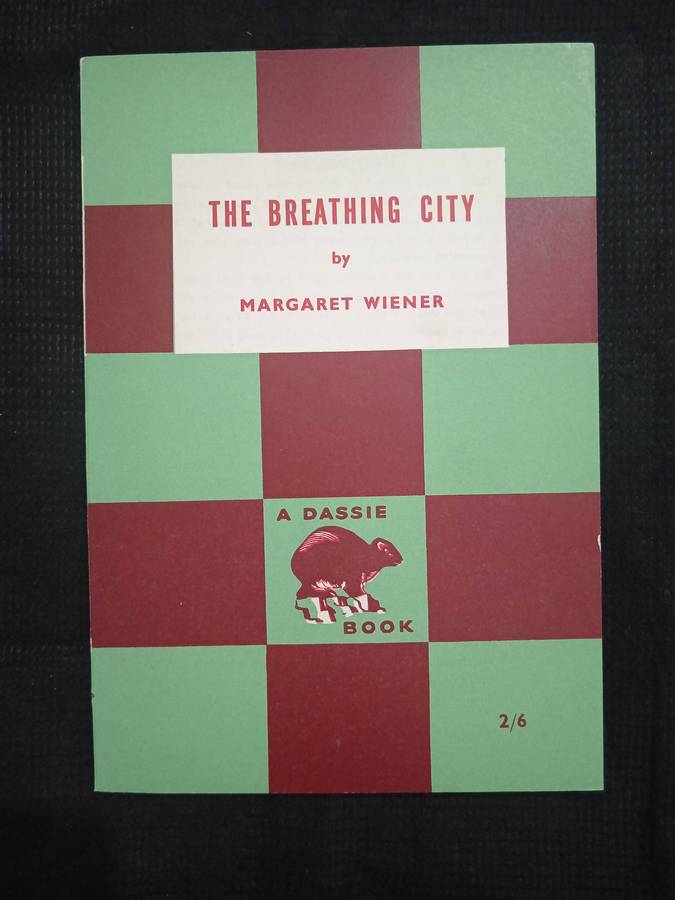 THE BREATHING CITY
by
MARGARET WIENER
A DASSIE
BOOK
2/6